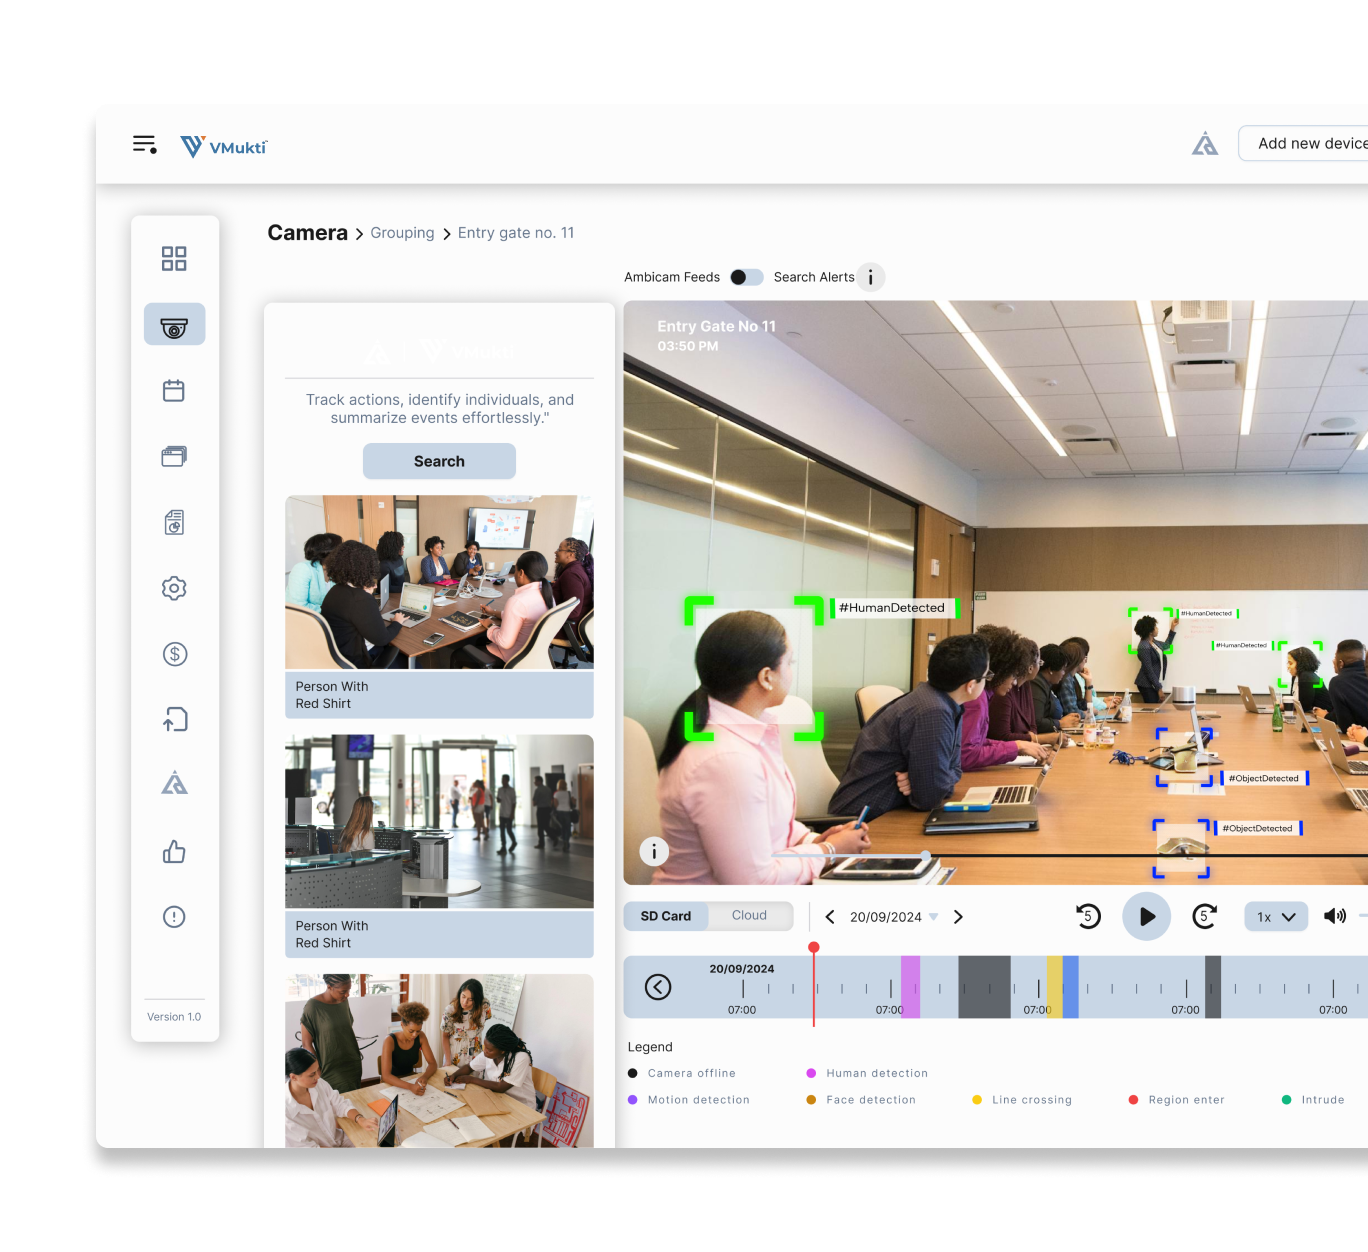 VMukti
Add new device
Camera > Grouping > Entry gate no. 11
Ambicam Feeds
Search Alerts
i
VMukti
Track actions, identify individuals, and
summarize events effortlessly."
Search
Person With
Red Shirt
Person With
Red Shirt
Entry Gate No 11
03:50 PM
#HumanDetected
#HumanDetected
#HumanDetected
#ObjectDetected
#ObjectDetected
i
SD Card
Cloud
20/09/2024
5
5
1x
20/09/2024
07:00
07:00
07:00
07:00
07:00
Legend
Camera offline
Human detection
Motion detection
Face detection
Line crossing
Region enter
Intrude
Version 1.0